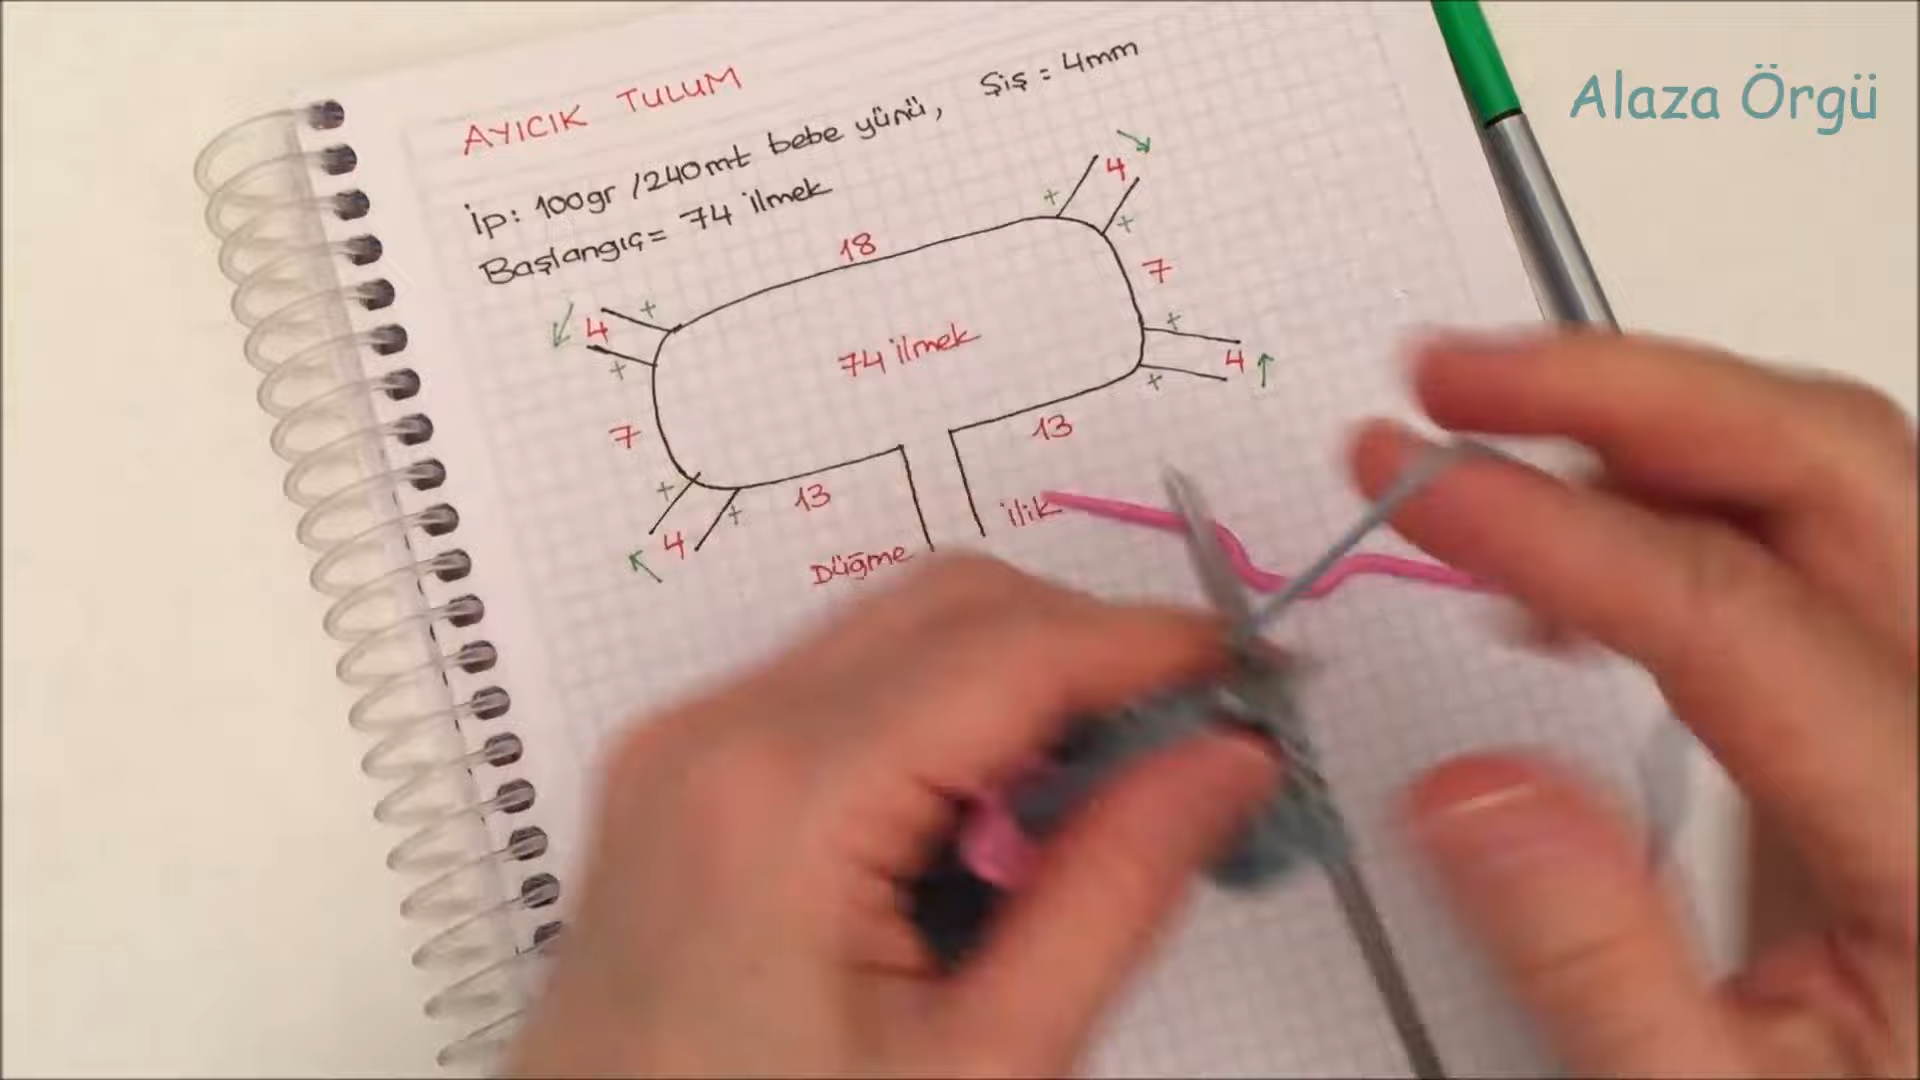 Alaza Örgü
AYICIK TULUM
İp: 100gr /240mt bebe yünü, Şiş = 4mm
Başlangıç = 74 ilmek
+ 4
18
+
7
4 +
+
74 ilmek
+
4
+
7
13
+
13
+
4
ilik
Düğme